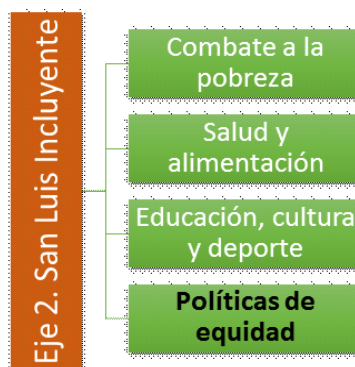 Eje 2. San Luis Incluyente
Combate a la
pobreza
Salud y
alimentación
Educación, cultura
y deporte
Políticas de
equidad